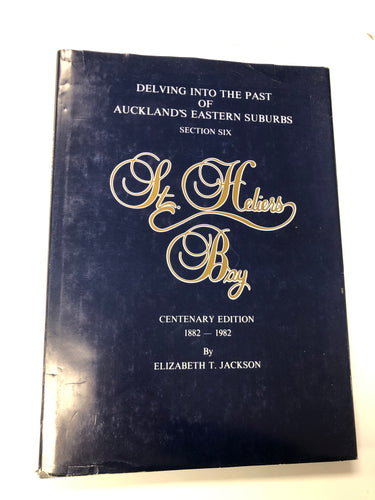 DELVING INTO THE PAST
OF
AUCKLAND'S EASTERN SUBURBS
SECTION SIX
St. Heliers
Bay
CENTENARY EDITION
1882 — 1982
By
ELIZABETH T. JACKSON